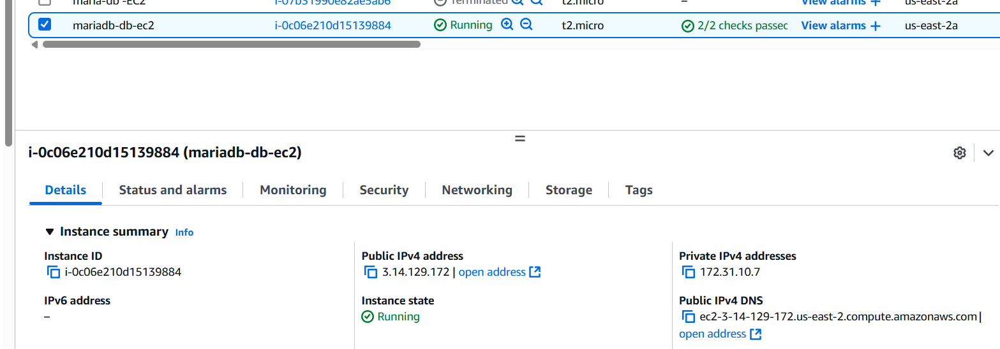 maria-db -EC2 i-07b51990e82ae5ab6 Terminated t2.micro – View alarms + us-east-2a
mariadb-db-ec2 i-0c06e210d15139884 Running t2.micro 2/2 checks passec View alarms + us-east-2a
i-0c06e210d15139884 (mariadb-db-ec2)
Details Status and alarms Monitoring Security Networking Storage Tags
Instance summary Info
Instance ID
i-0c06e210d15139884
Public IPv4 address
3.14.129.172 | open address
Private IPv4 addresses
172.31.10.7
IPv6 address
–
Instance state
Running
Public IPv4 DNS
ec2-3-14-129-172.us-east-2.compute.amazonaws.com |
open address